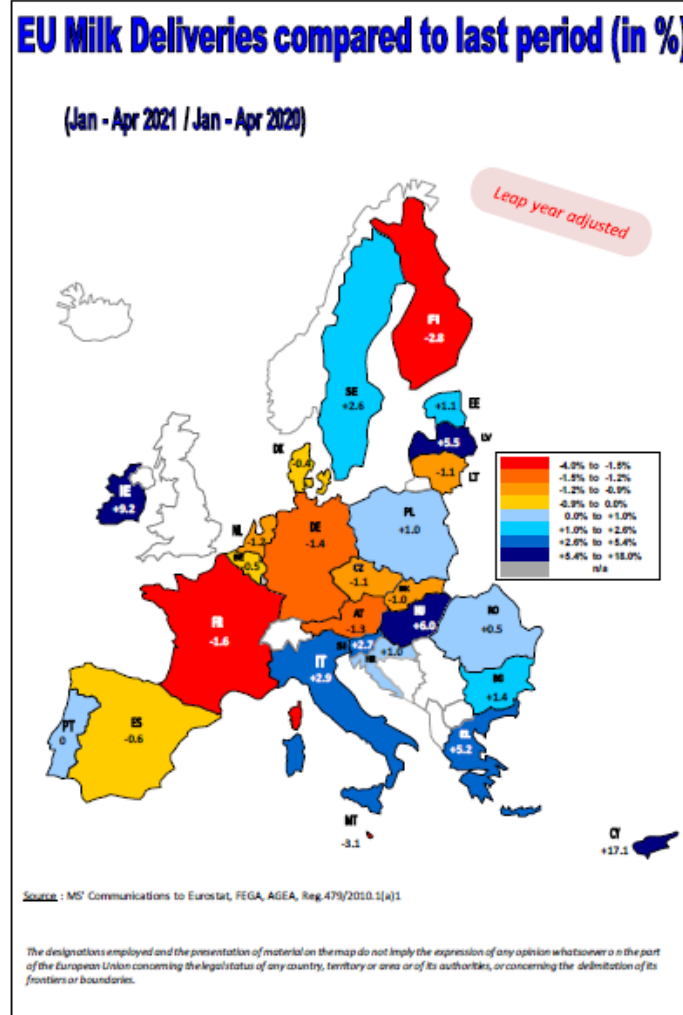 EU Milk Deliveries compared to last period (in %)
(Jan - Apr 2021 / Jan - Apr 2020)
Leap year adjusted
FI
-2.8
SE
+2.6
EE
+1.1
LV
+5.5
LT
-1.1
DK
-0.4
IE
+9.2
NL
-1.2
DE
-1.4
PL
+1.0
BE
-0.5
CZ
-1.1
SK
-1.0
AT
-1.3
HU
+6.0
RO
+0.5
FR
-1.6
SI
+2.7
HR
+1.0
IT
+2.9
BG
+1.4
EL
+5.2
PT
0
ES
-0.6
MT
-3.1
CY
+17.1
-4.0% to -1.5%
-1.5% to -1.2%
-1.2% to -0.9%
-0.9% to 0.0%
0.0% to +1.0%
+1.0% to +2.6%
+2.6% to +5.4%
+5.4% to +18.0%
n/a
Source : MS' Communications to Eurostat, FEGA, AGEA, Reg.479/2010.1(a)1
The designations employed and the presentation of material on the map do not imply the expression of any opinion whatsoever on the part
of the European Union concerning the legal status of any country, territory or area or of its authorities, or concerning the delimitation of its
frontiers or boundaries.